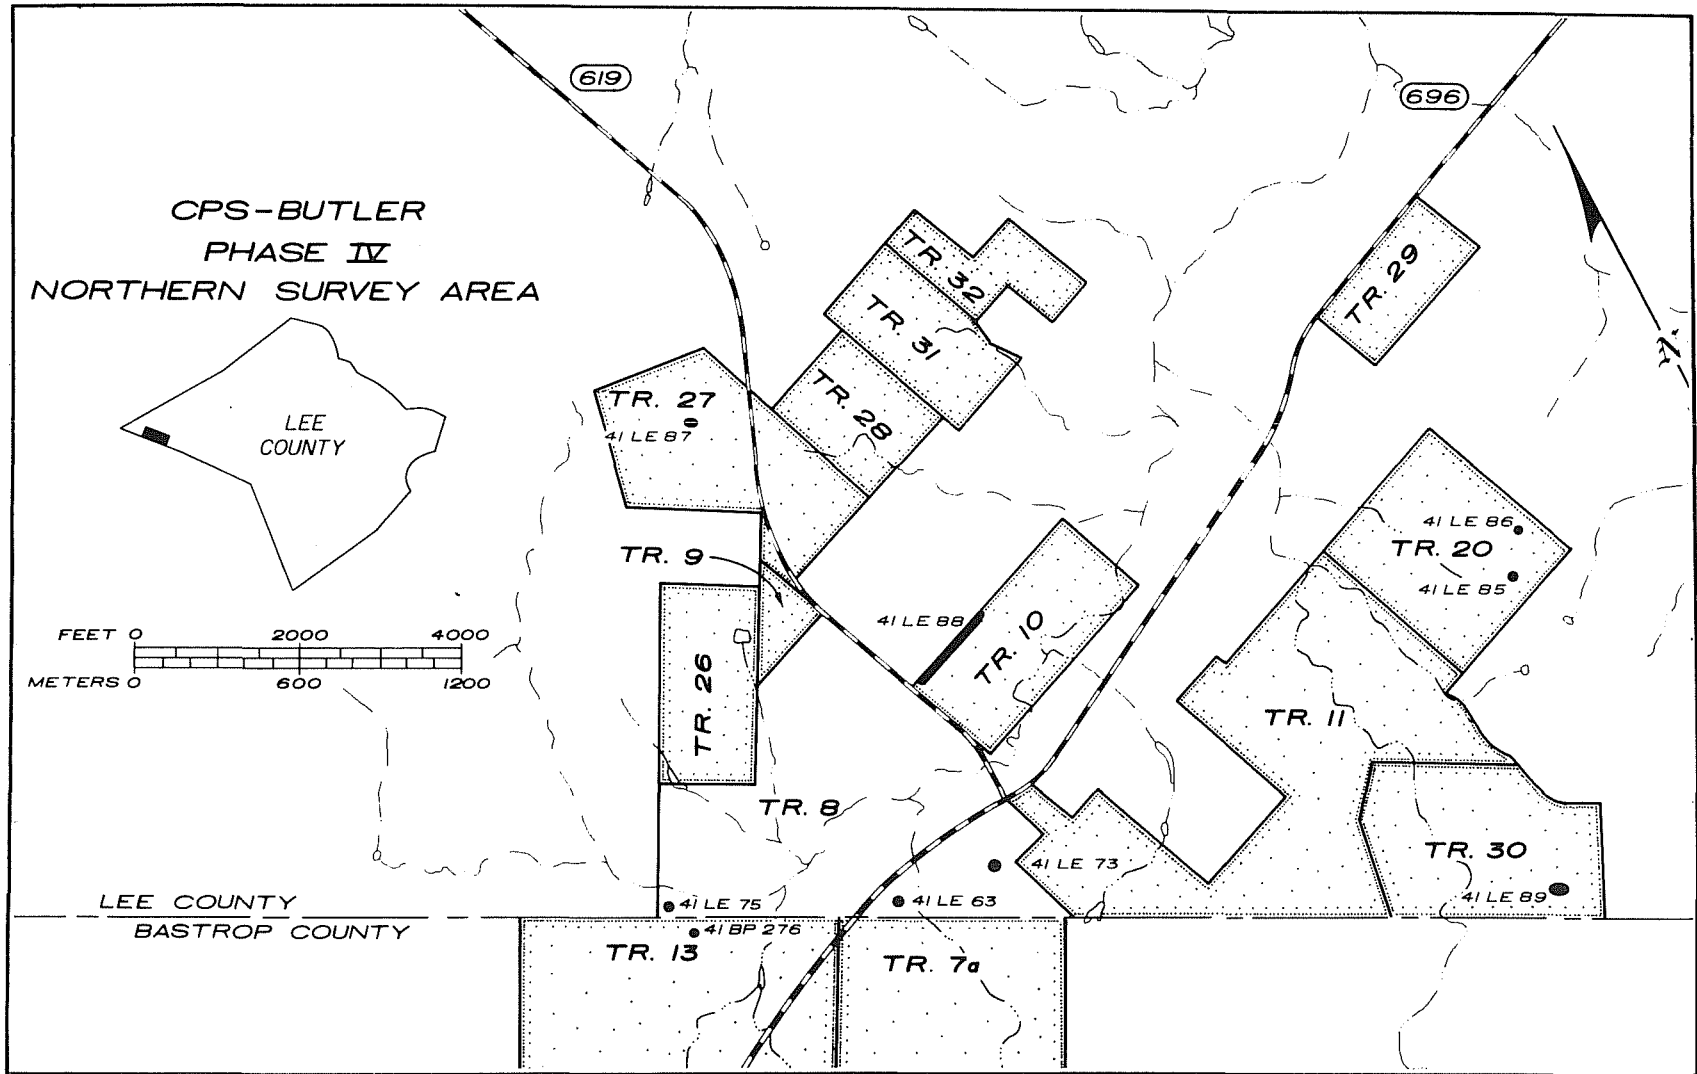 619
696
CPS-BUTLER
PHASE IV
NORTHERN SURVEY AREA
LEE
COUNTY
FEET 0 2000 4000
METERS 0 600 1200
TR. 32
TR. 31
TR. 28
TR. 29
TR. 27
41 LE 87
TR. 9
TR. 26
41 LE 88
TR. 10
41 LE 86
TR. 20
41 LE 85
TR. 11
TR. 8
TR. 30
41 LE 89
41 LE 73
41 LE 75
41 LE 63
LEE COUNTY
BASTROP COUNTY
41 BP 276
TR. 13
TR. 7a